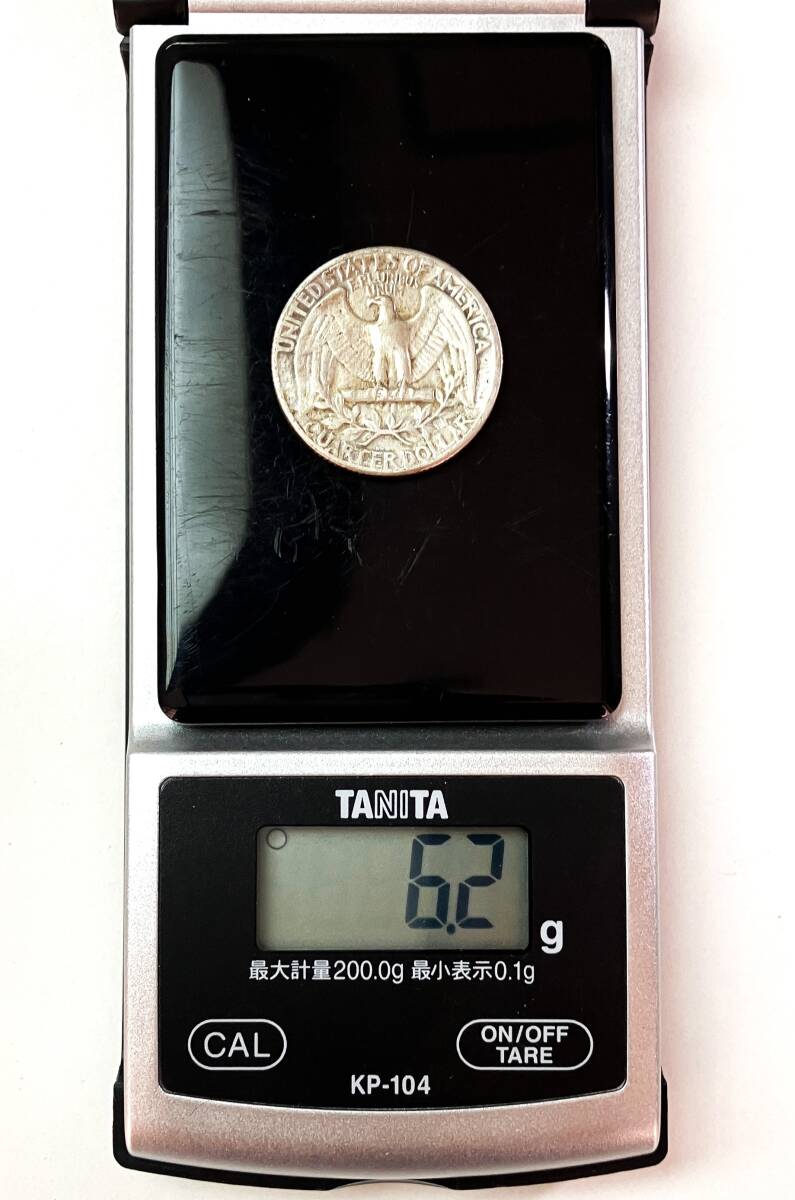 UNITED STATES OF AMERICA
E PLURIBUS
UNUM
QUARTER DOLLAR
TANITA
6.2 g
最大計量200.0g 最小表示0.1g
CAL
ON/OFF
TARE
KP-104